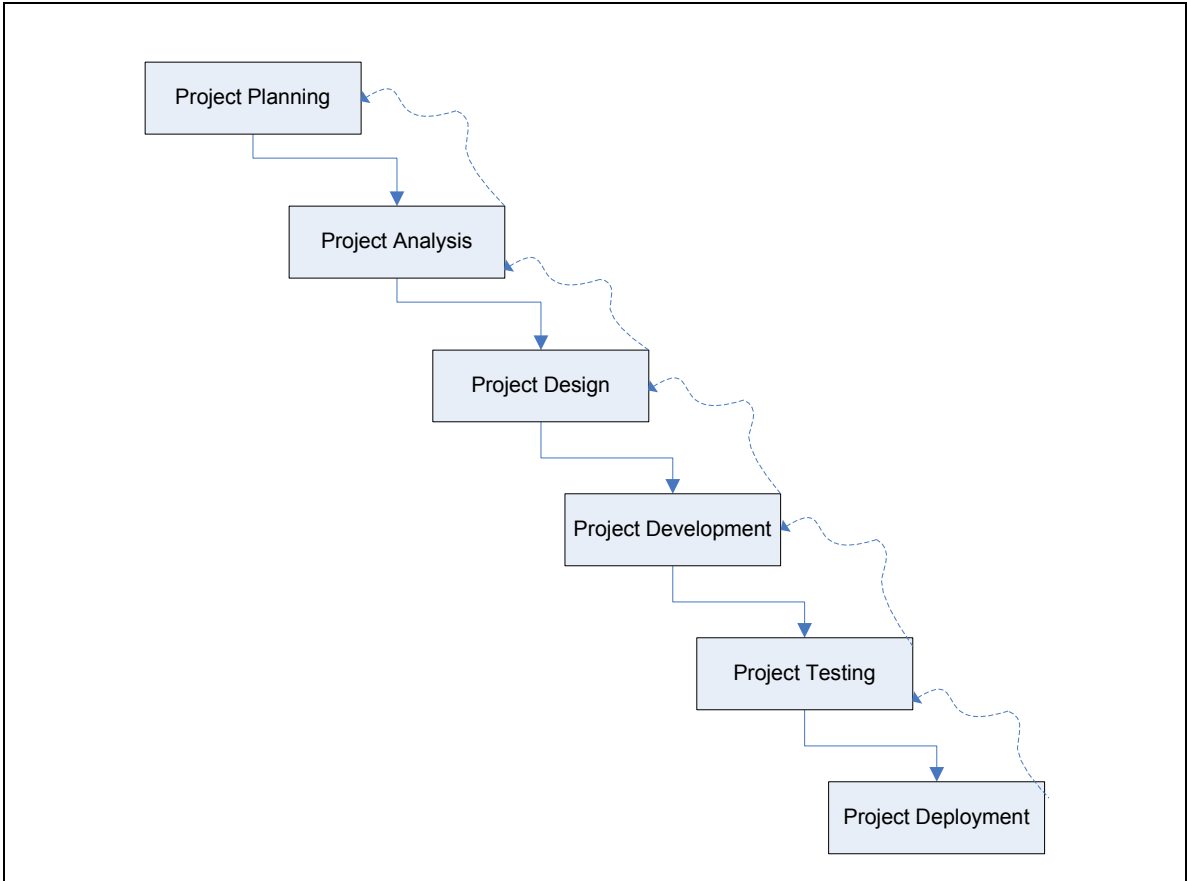 Project Planning
Project Analysis
Project Design
Project Development
Project Testing
Project Deployment